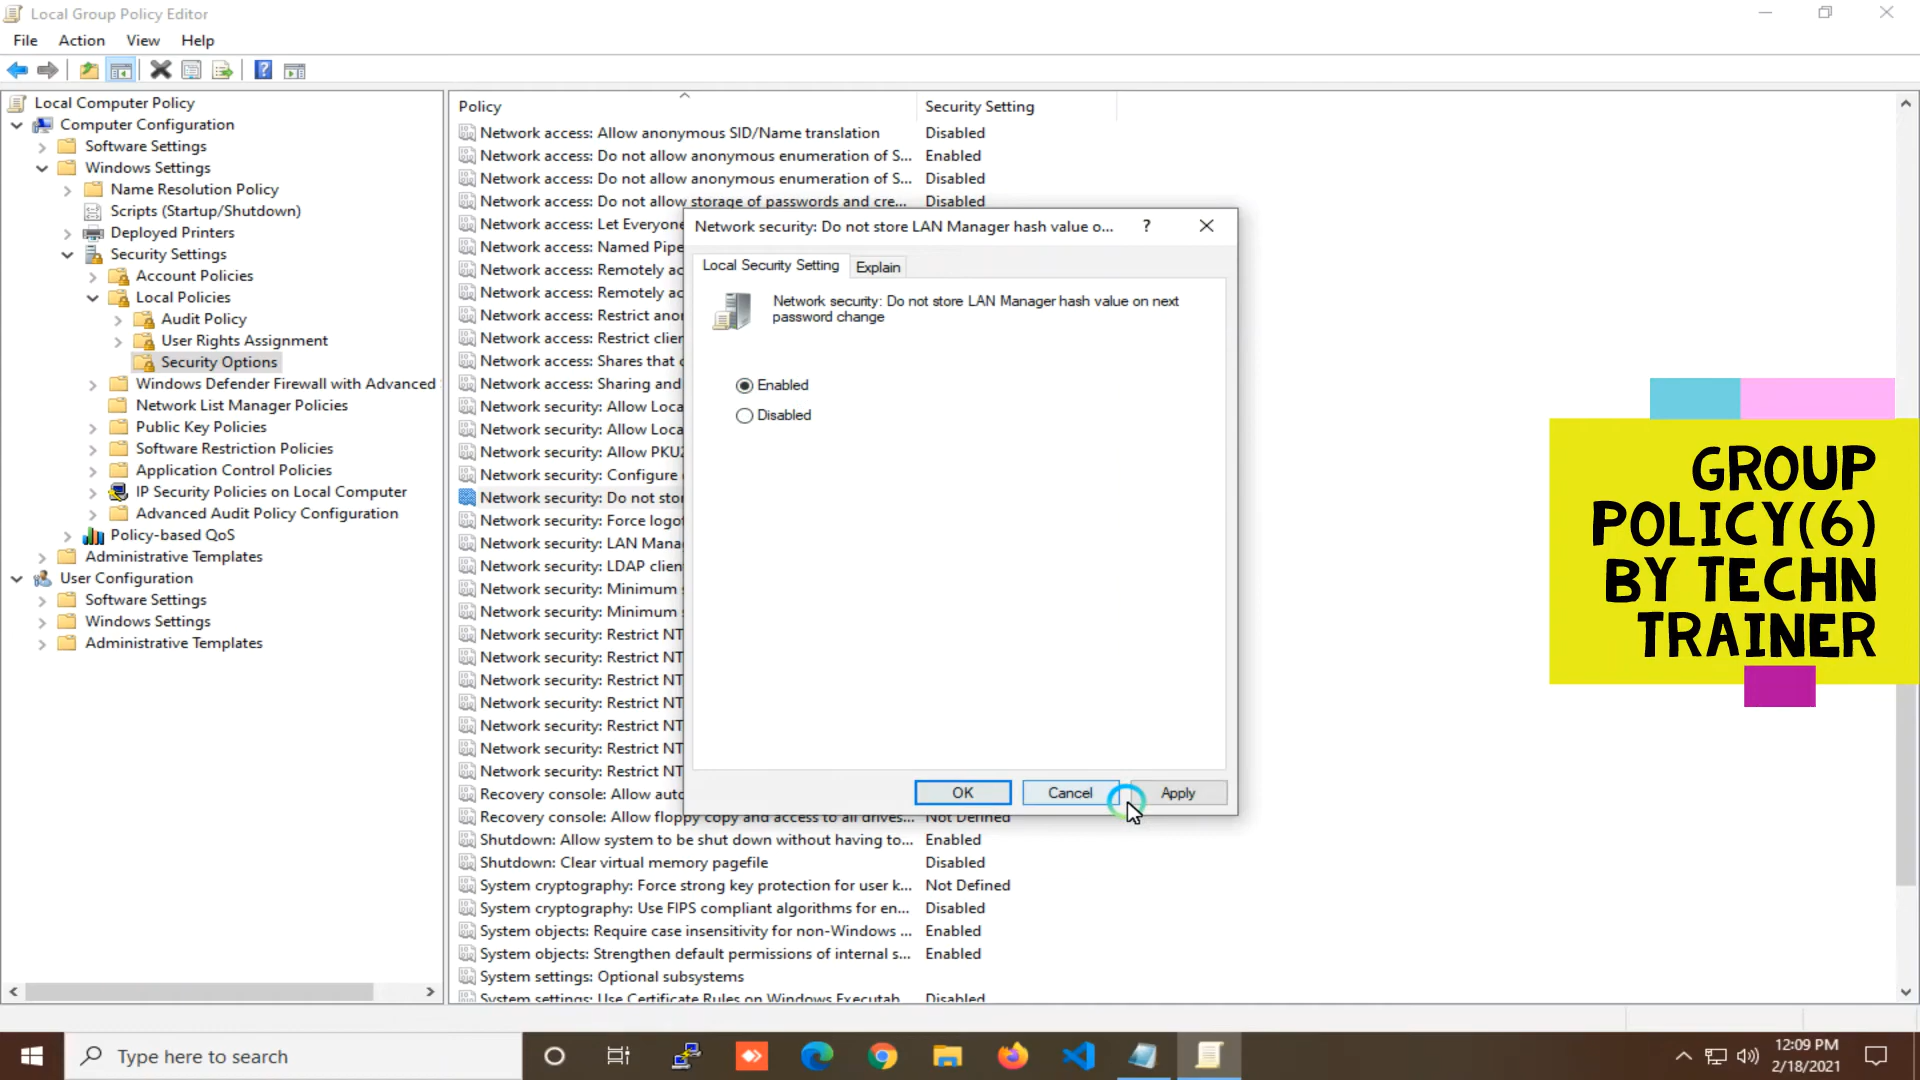 Local Group Policy Editor
File Action View Help
Local Computer Policy
Computer Configuration
Software Settings
Windows Settings
Name Resolution Policy
Scripts (Startup/Shutdown)
Deployed Printers
Security Settings
Account Policies
Local Policies
Audit Policy
User Rights Assignment
Security Options
Windows Defender Firewall with Advanced
Network List Manager Policies
Public Key Policies
Software Restriction Policies
Application Control Policies
IP Security Policies on Local Computer
Advanced Audit Policy Configuration
Policy-based QoS
Administrative Templates
User Configuration
Software Settings
Windows Settings
Administrative Templates
Policy Security Setting
Network access: Allow anonymous SID/Name translation Disabled
Network access: Do not allow anonymous enumeration of S... Enabled
Network access: Do not allow anonymous enumeration of S... Disabled
Network access: Do not allow storage of passwords and cre... Disabled
Network access: Let Everyone
Network access: Named Pipe
Network access: Remotely ac
Network access: Remotely ac
Network access: Restrict anon
Network access: Restrict clien
Network access: Shares that
Network access: Sharing and
Network security: Allow Loca
Network security: Allow Loca
Network security: Allow PKU2
Network security: Configure
Network security: Do not stor
Network security: Force logof
Network security: LAN Mana
Network security: LDAP clien
Network security: Minimum
Network security: Minimum
Network security: Restrict NT
Network security: Restrict NT
Network security: Restrict NT
Network security: Restrict NT
Network security: Restrict NT
Network security: Restrict NT
Network security: Restrict NT
Recovery console: Allow auto
Recovery console: Allow floppy copy and access to all drives... Not Defined
Shutdown: Allow system to be shut down without having to... Enabled
Shutdown: Clear virtual memory pagefile Disabled
System cryptography: Force strong key protection for user k... Not Defined
System cryptography: Use FIPS compliant algorithms for en... Disabled
System objects: Require case insensitivity for non-Windows ... Enabled
System objects: Strengthen default permissions of internal s... Enabled
System settings: Optional subsystems
System settings: Use Certificate Rules on Windows Executab Disabled
Network security: Do not store LAN Manager hash value o... ?
Local Security Setting Explain
Network security: Do not store LAN Manager hash value on next
password change
Enabled
Disabled
OK Cancel Apply
GROUP
POLICY(6)
BY TECHN
TRAINER
Type here to search
12:09 PM
2/18/2021